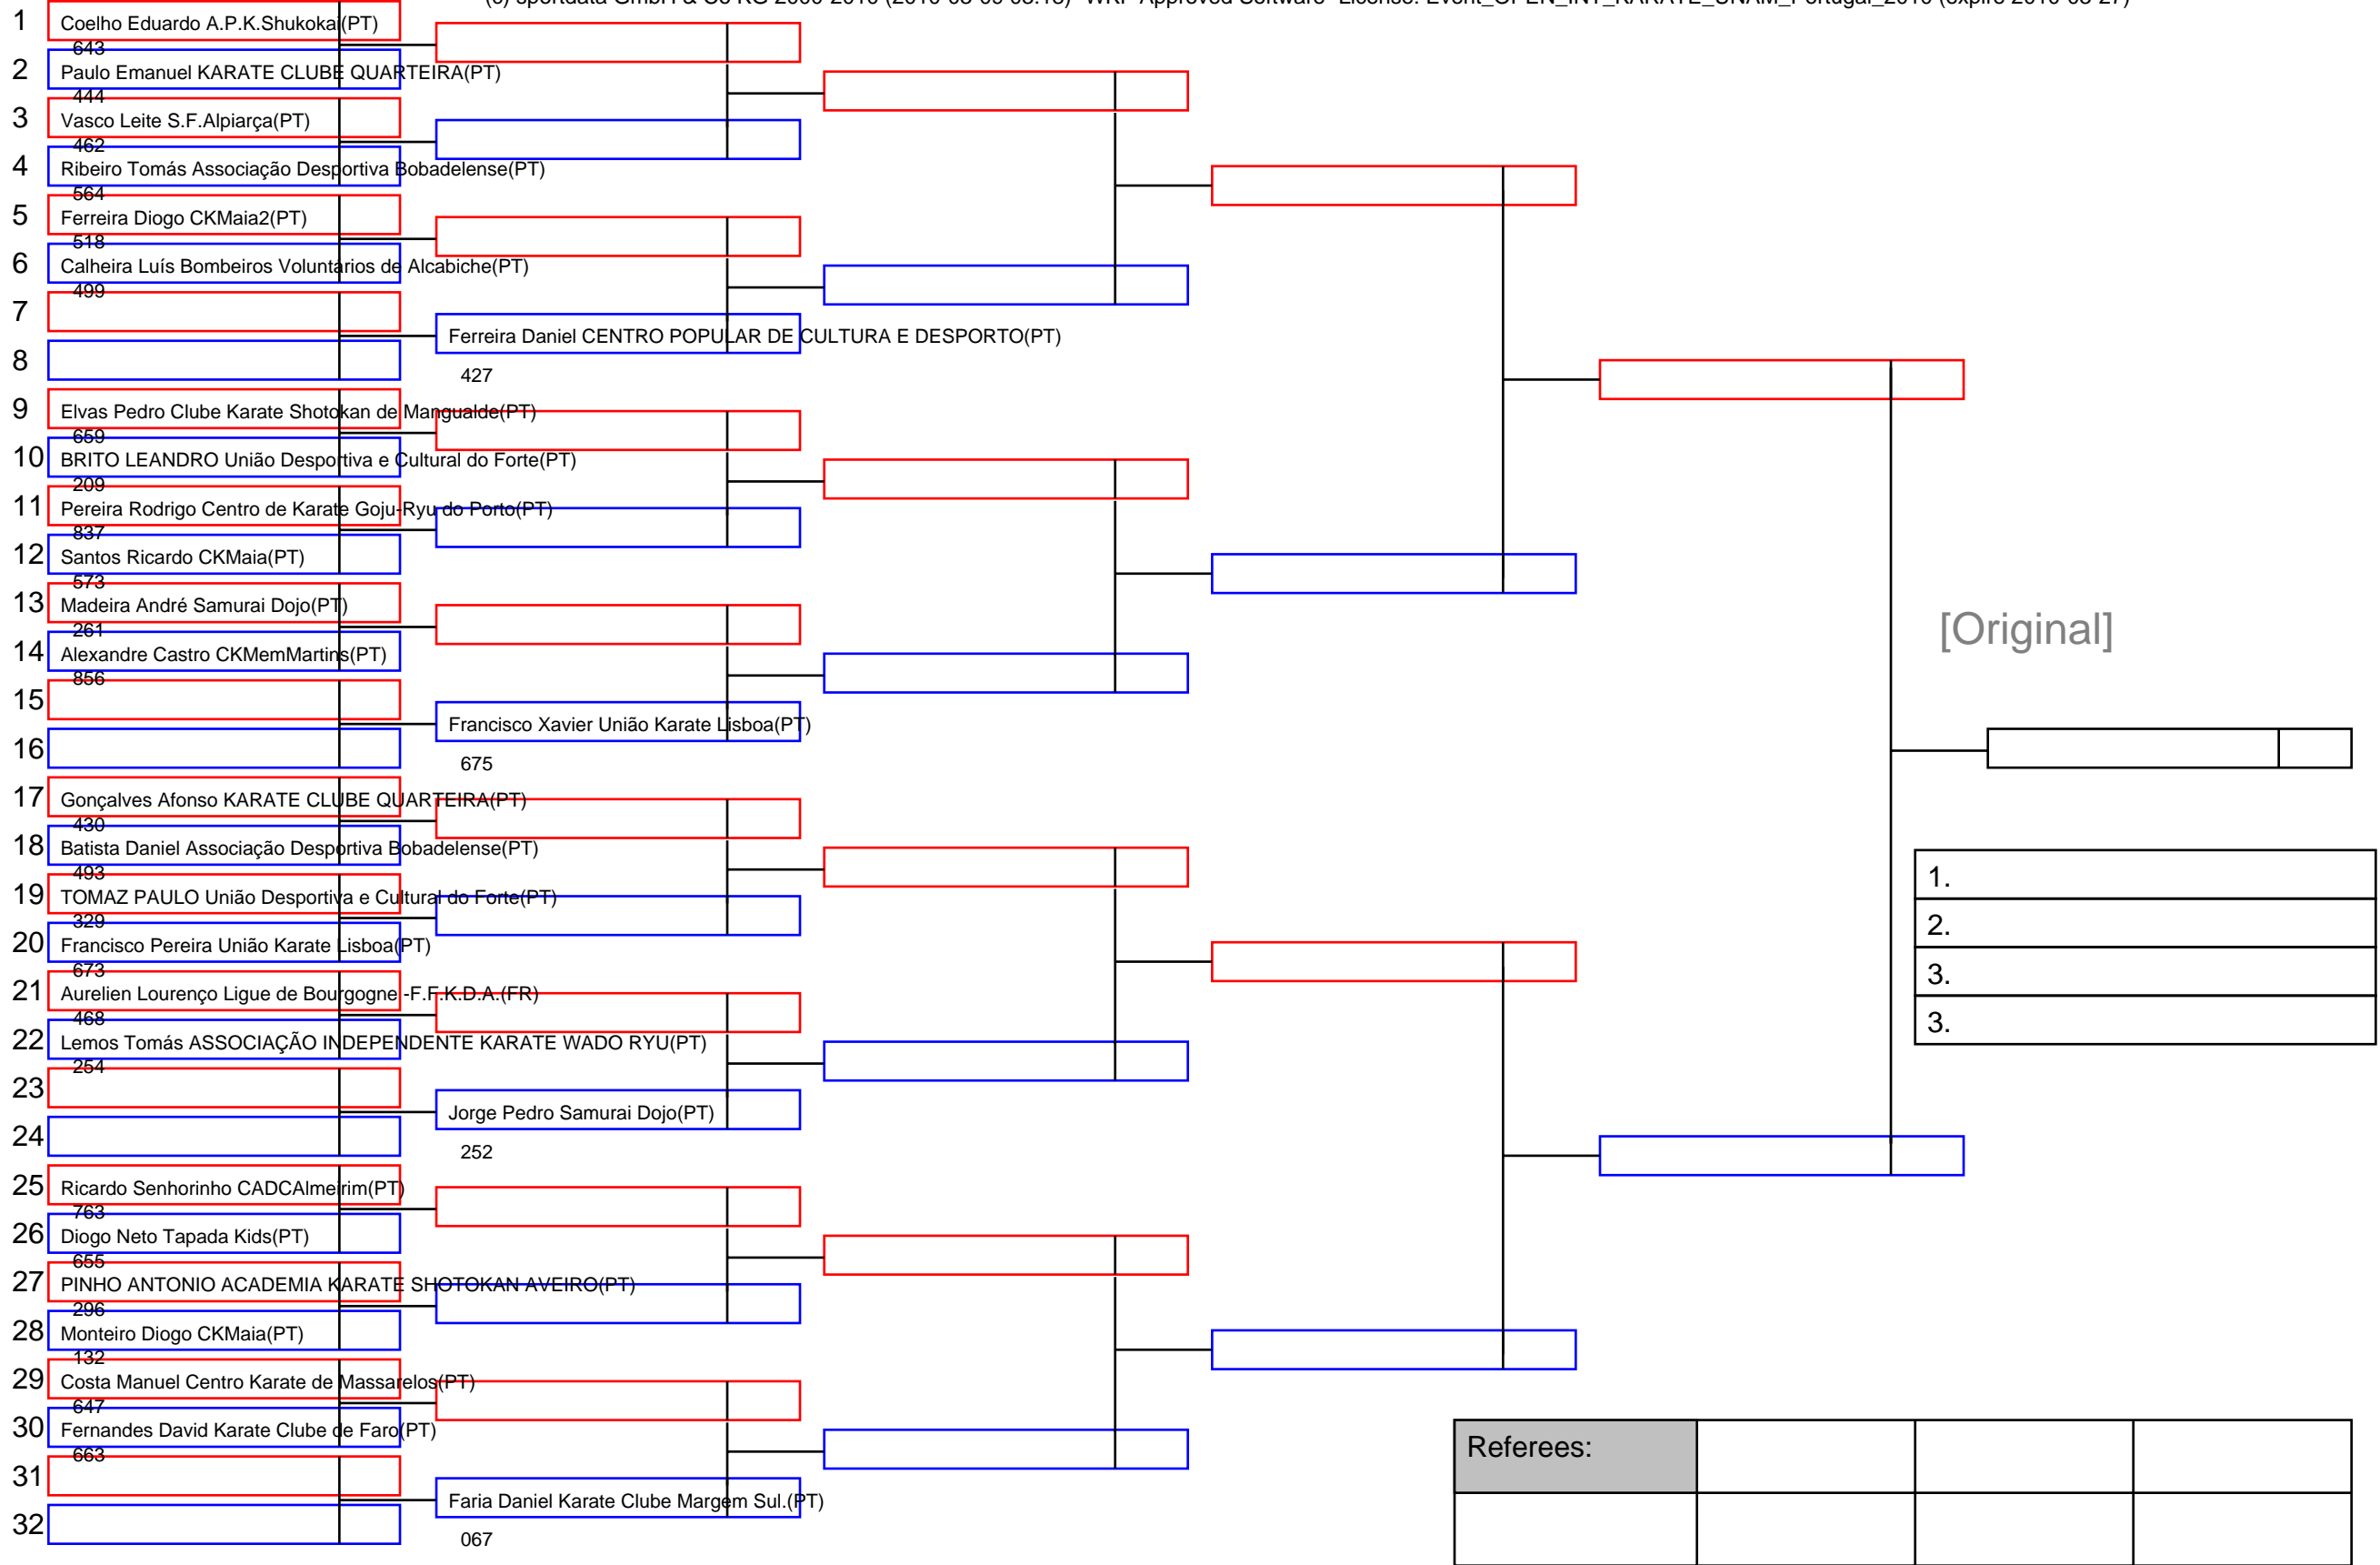 1 Coelho Eduardo A.P.K.Shukokai(PT)
643
2 Paulo Emanuel KARATE CLUBE QUARTEIRA(PT)
444
3 Vasco Leite S.F.Alpiarça(PT)
462
4 Ribeiro Tomás Associação Desportiva Bobadelense(PT)
564
5 Ferreira Diogo CKMaia2(PT)
518
6 Calheira Luís Bombeiros Voluntários de Alcabiche(PT)
499
7
Ferreira Daniel CENTRO POPULAR DE CULTURA E DESPORTO(PT)
8
427
9 Elvas Pedro Clube Karate Shotokan de Mangualde(PT)
659
10 BRITO LEANDRO União Desportiva e Cultural do Forte(PT)
209
11 Pereira Rodrigo Centro de Karate Goju-Ryu do Porto(PT)
837
12 Santos Ricardo CKMaia(PT)
573
13 Madeira André Samurai Dojo(PT)
261
14 Alexandre Castro CKMemMartins(PT)
856
15
Francisco Xavier União Karate Lisboa(PT)
16
675
17 Gonçalves Afonso KARATE CLUBE QUARTEIRA(PT)
430
18 Batista Daniel Associação Desportiva Bobadelense(PT)
493
19 TOMAZ PAULO União Desportiva e Cultural do Forte(PT)
329
20 Francisco Pereira União Karate Lisboa(PT)
673
21 Aurelien Lourenço Ligue de Bourgogne -F.F.K.D.A.(FR)
468
22 Lemos Tomás ASSOCIAÇÃO INDEPENDENTE KARATE WADO RYU(PT)
254
23
Jorge Pedro Samurai Dojo(PT)
24
252
25 Ricardo Senhorinho CADCAlmeirim(PT)
763
26 Diogo Neto Tapada Kids(PT)
655
27 PINHO ANTONIO ACADEMIA KARATE SHOTOKAN AVEIRO(PT)
296
28 Monteiro Diogo CKMaia(PT)
132
29 Costa Manuel Centro Karate de Massarelos(PT)
647
30 Fernandes David Karate Clube de Faro(PT)
663
31
Faria Daniel Karate Clube Margem Sul.(PT)
32
067
[Original]
1.
2.
3.
3.
Referees: